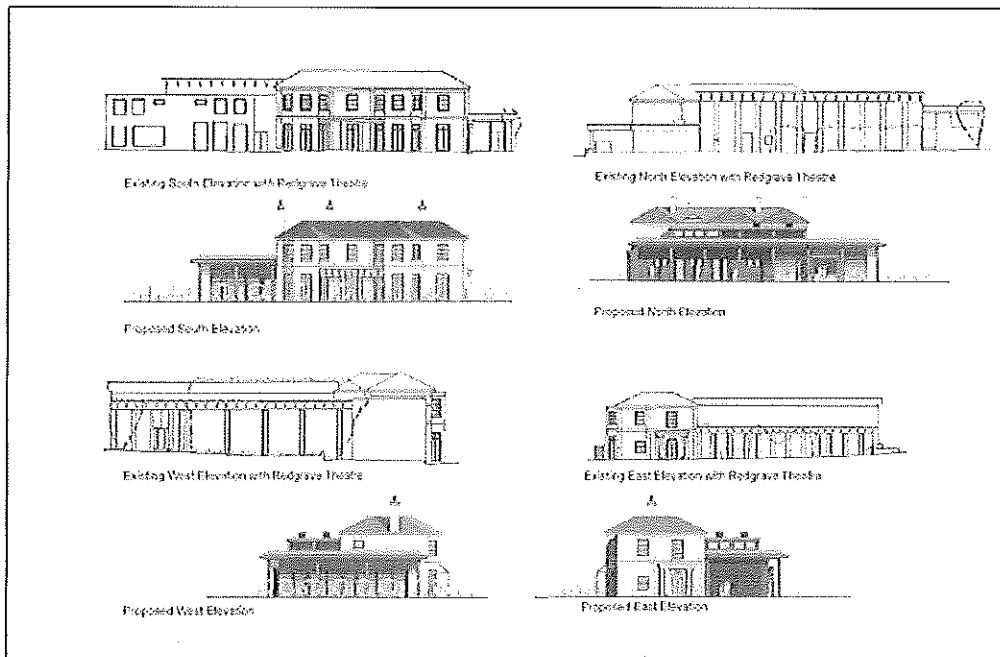 Existing South Elevation with Redgrave Theatre
Existing North Elevation with Redgrave Theatre
Proposed South Elevation
Proposed North Elevation
Existing West Elevation with Redgrave Theatre
Existing East Elevation with Redgrave Theatre
Proposed West Elevation
Proposed East Elevation